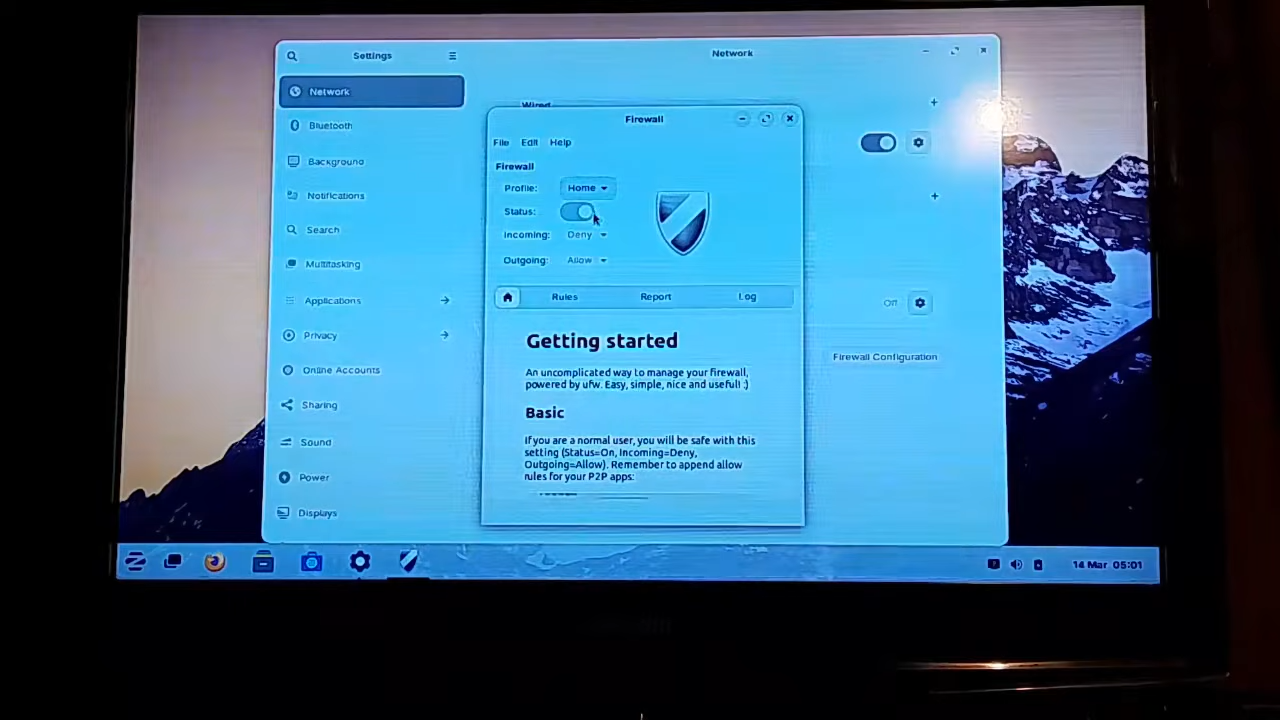 Settings
Network
Network
Bluetooth
Background
Notifications
Search
Multitasking
Applications
Privacy
Online Accounts
Sharing
Sound
Power
Displays
Wired
Off
Firewall Configuration
Firewall
File Edit Help
Firewall
Profile: Home
Status:
Incoming: Deny
Outgoing: Allow
Rules Report Log
Getting started
An uncomplicated way to manage your firewall,
powered by ufw. Easy, simple, nice and useful! :)
Basic
If you are a normal user, you will be safe with this
setting (Status=On, Incoming=Deny,
Outgoing=Allow). Remember to append allow
rules for your P2P apps:
14 Mar 05:01